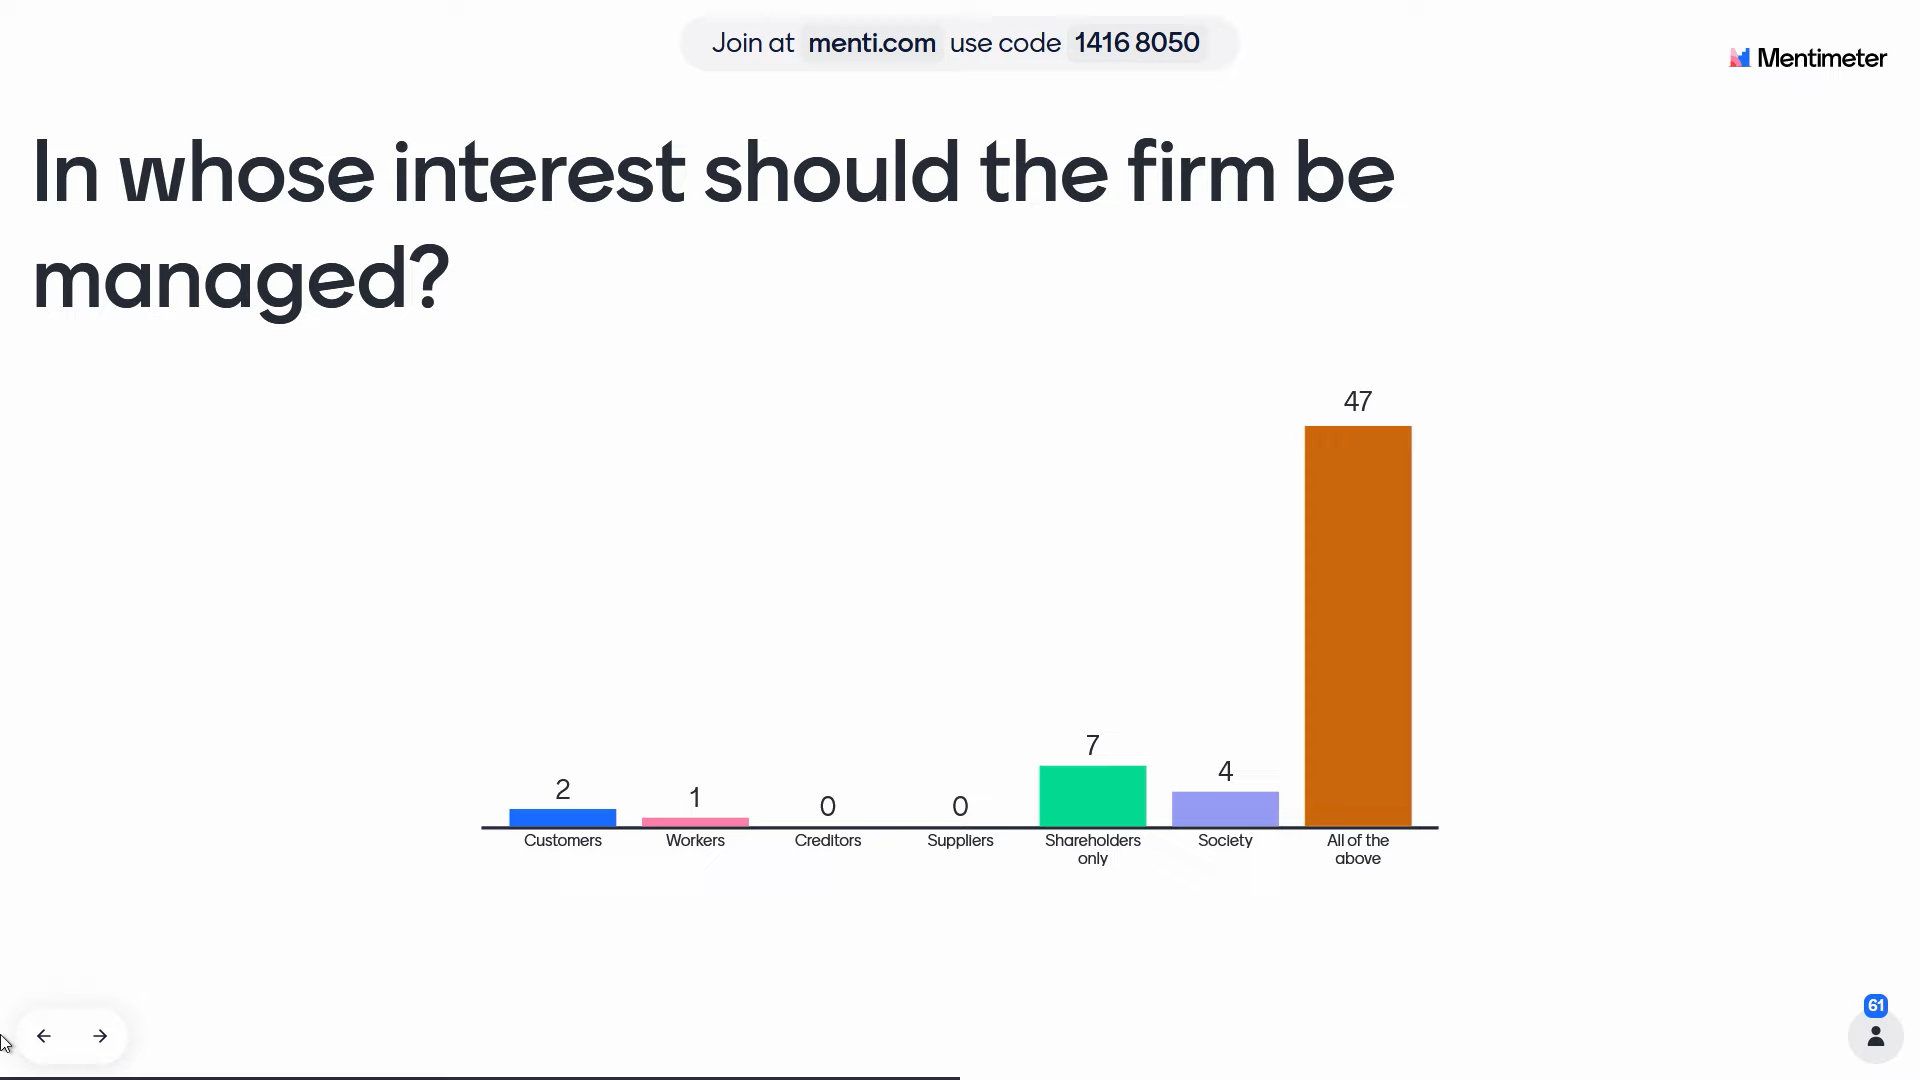 Join at menti.com use code 1416 8050
Mentimeter
In whose interest should the firm be
managed?
47
7
4
2
1
0
0
Customers
Workers
Creditors
Suppliers
Shareholders
only
Society
All of the
above
61